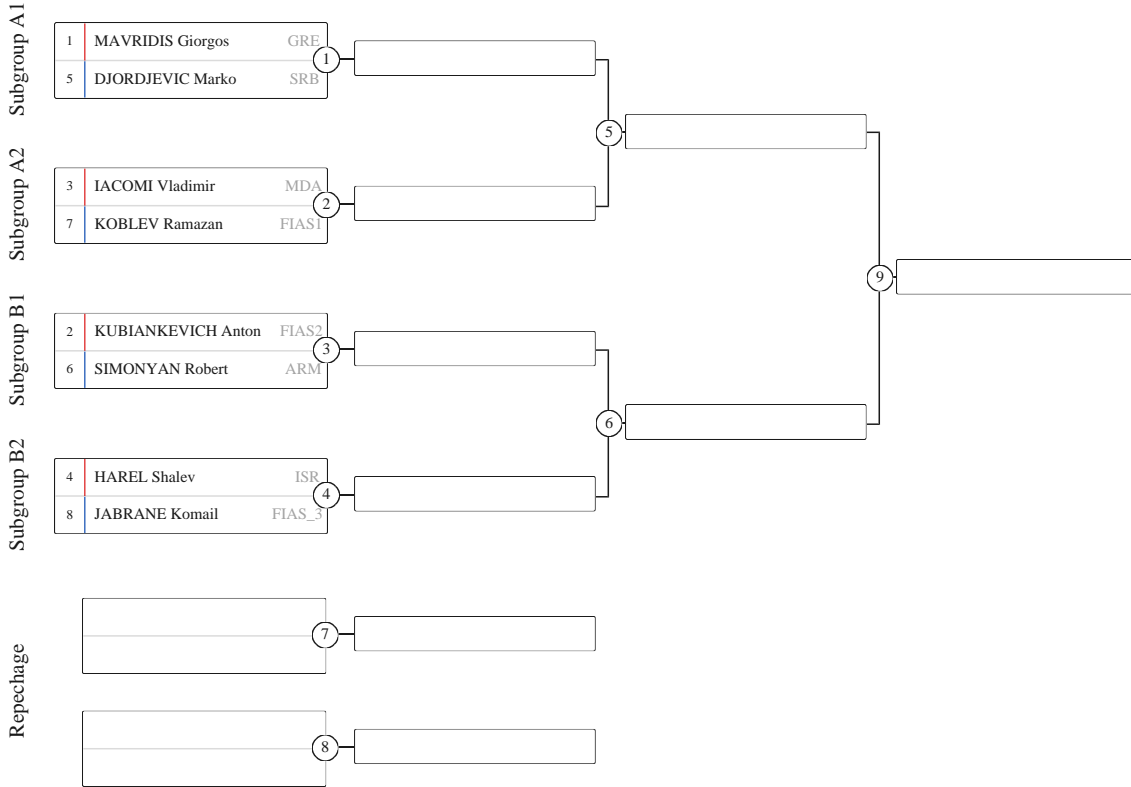 Subgroup A1
1 MAVRIDIS Giorgos GRE
1
5 DJORDJEVIC Marko SRB
5
Subgroup A2
3 IACOMI Vladimir MDA
2
7 KOBLEV Ramazan FIAS1
9
Subgroup B1
2 KUBIANKEVICH Anton FIAS2
3
6 SIMONYAN Robert ARM
6
Subgroup B2
4 HAREL Shalev ISR
4
8 JABRANE Komail FIAS_3
Repechage
7
8